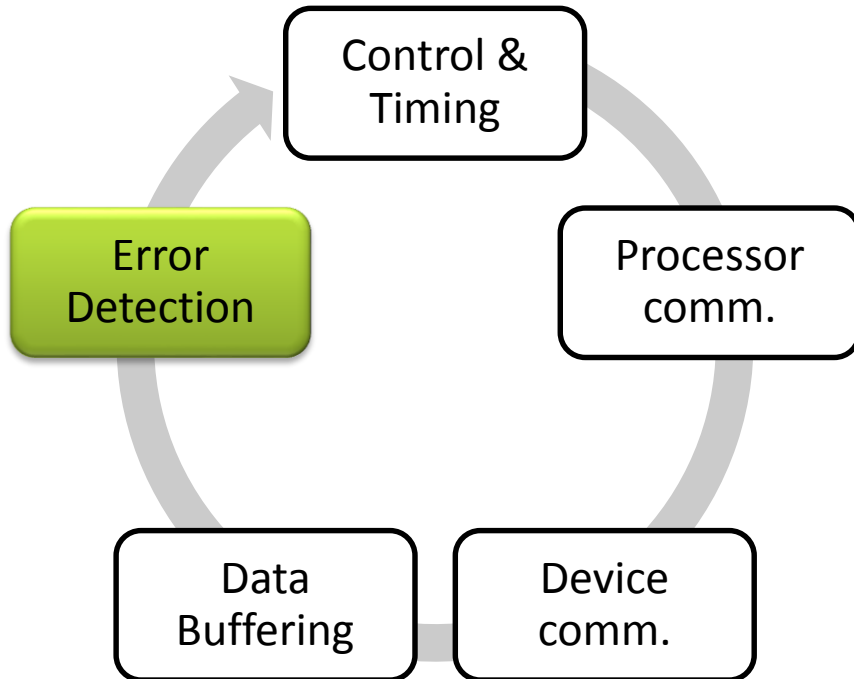 Control &
Timing
Processor
comm.
Device
comm.
Data
Buffering
Error
Detection